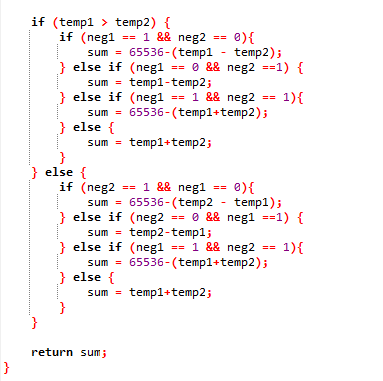 if (temp1 > temp2) {
if (neg1 == 1 && neg2 == 0){
sum = 65536-(temp1 - temp2);
} else if (neg1 == 0 && neg2 ==1) {
sum = temp1-temp2;
} else if (neg1 == 1 && neg2 == 1){
sum = 65536-(temp1+temp2);
} else {
sum = temp1+temp2;
}
} else {
if (neg2 == 1 && neg1 == 0){
sum = 65536-(temp2 - temp1);
} else if (neg2 == 0 && neg1 ==1) {
sum = temp2-temp1;
} else if (neg1 == 1 && neg2 == 1){
sum = 65536-(temp1+temp2);
} else {
sum = temp1+temp2;
}
}
return sum;
}